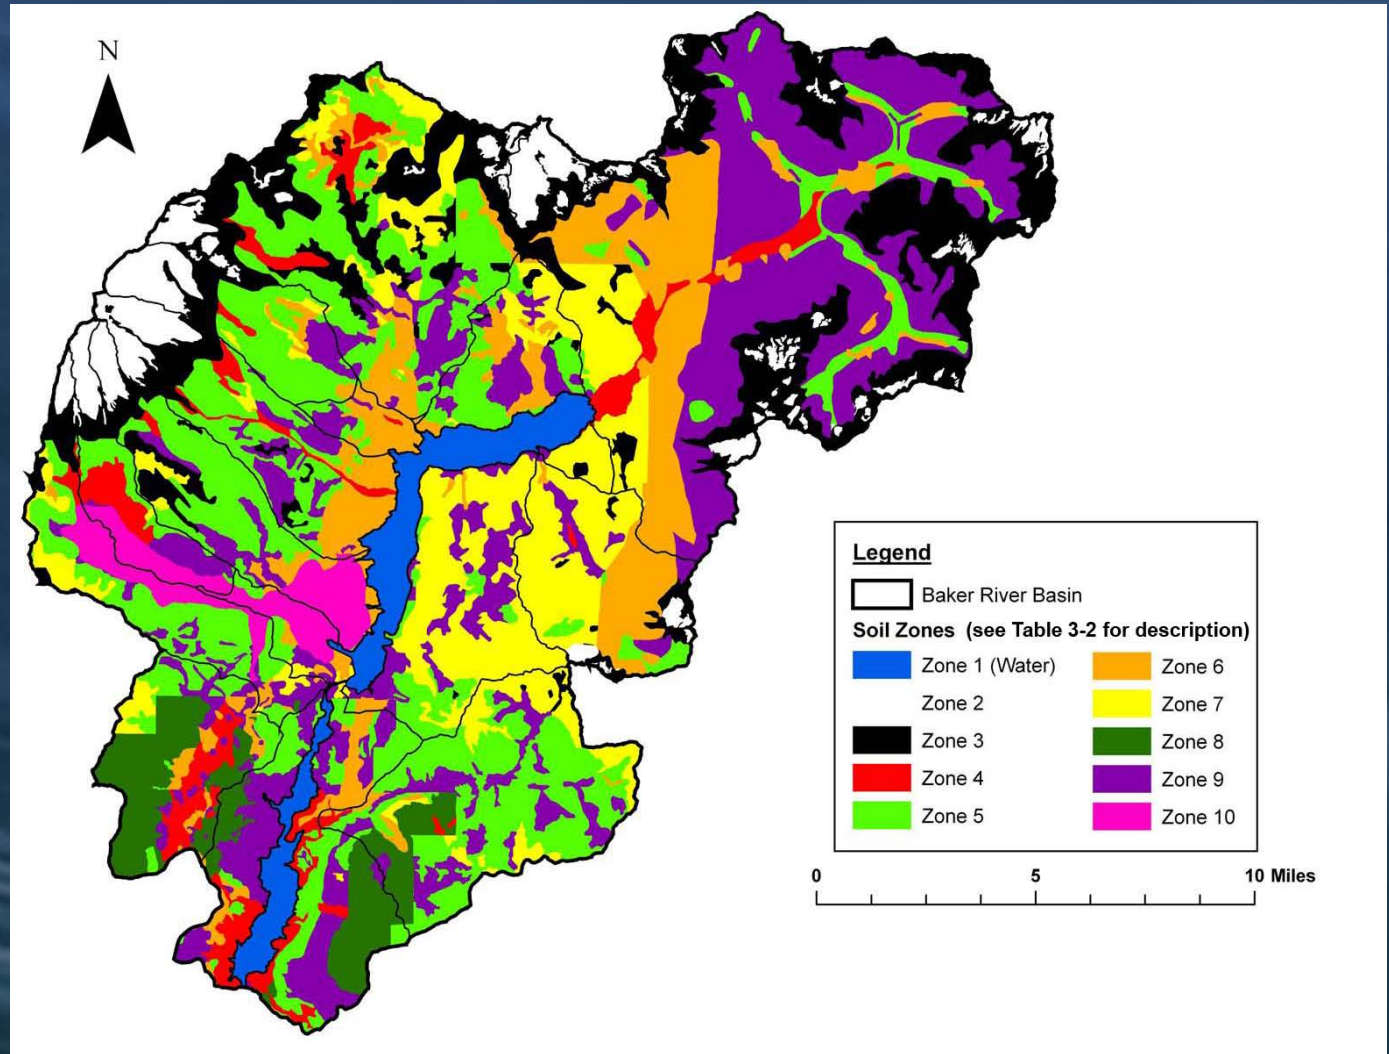 N
Legend
Baker River Basin
Soil Zones (see Table 3-2 for description)
Zone 1 (Water)
Zone 2
Zone 3
Zone 4
Zone 5
Zone 6
Zone 7
Zone 8
Zone 9
Zone 10
0 5 10 Miles